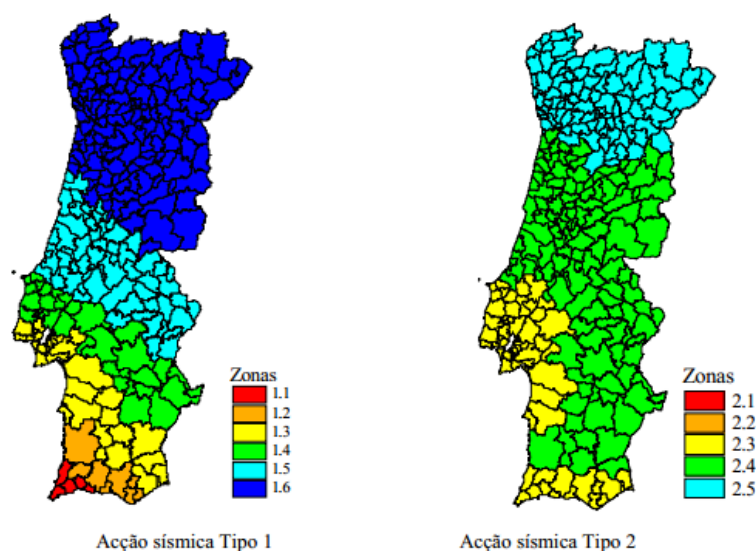 Zonas
1.1
1.2
1.3
1.4
1.5
1.6
Acção sísmica Tipo 1
Zonas
2.1
2.2
2.3
2.4
2.5
Acção sísmica Tipo 2